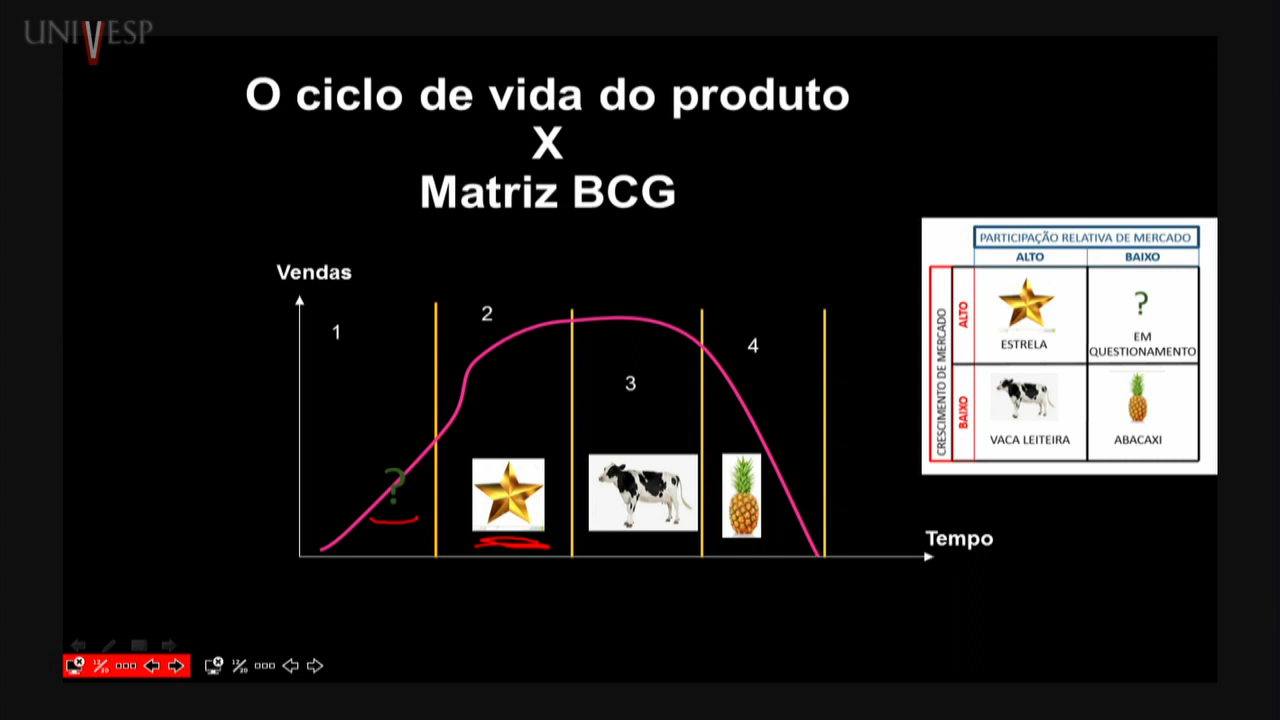 UNIVESP
O ciclo de vida do produto
X
Matriz BCG
Vendas
1
2
3
4
?
Tempo
PARTICIPAÇÃO RELATIVA DE MERCADO
ALTO
BAIXO
CRESCIMENTO DE MERCADO
ALTO
BAIXO
ESTRELA
?
EM
QUESTIONAMENTO
VACA LEITEIRA
ABACAXI